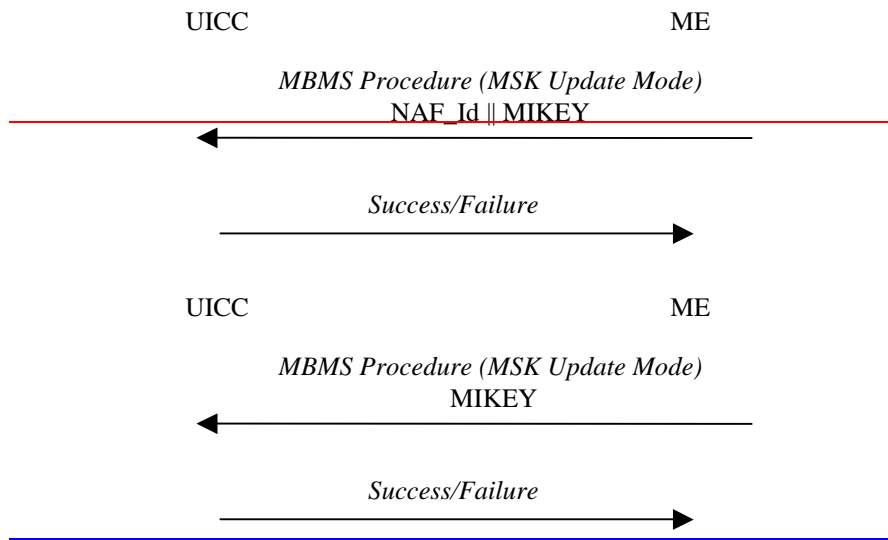 UICC ME
MBMS Procedure (MSK Update Mode)
NAF_Id || MIKEY
Success/Failure
UICC ME
MBMS Procedure (MSK Update Mode)
MIKEY
Success/Failure